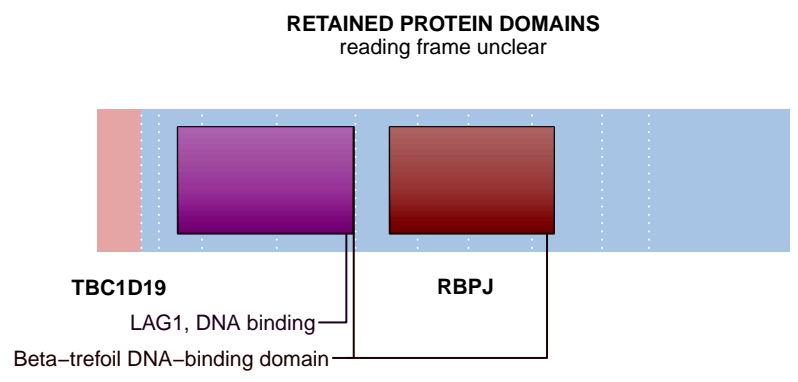 RETAINED PROTEIN DOMAINS
reading frame unclear
TBC1D19
RBPJ
LAG1, DNA binding
Beta−trefoil DNA−binding domain